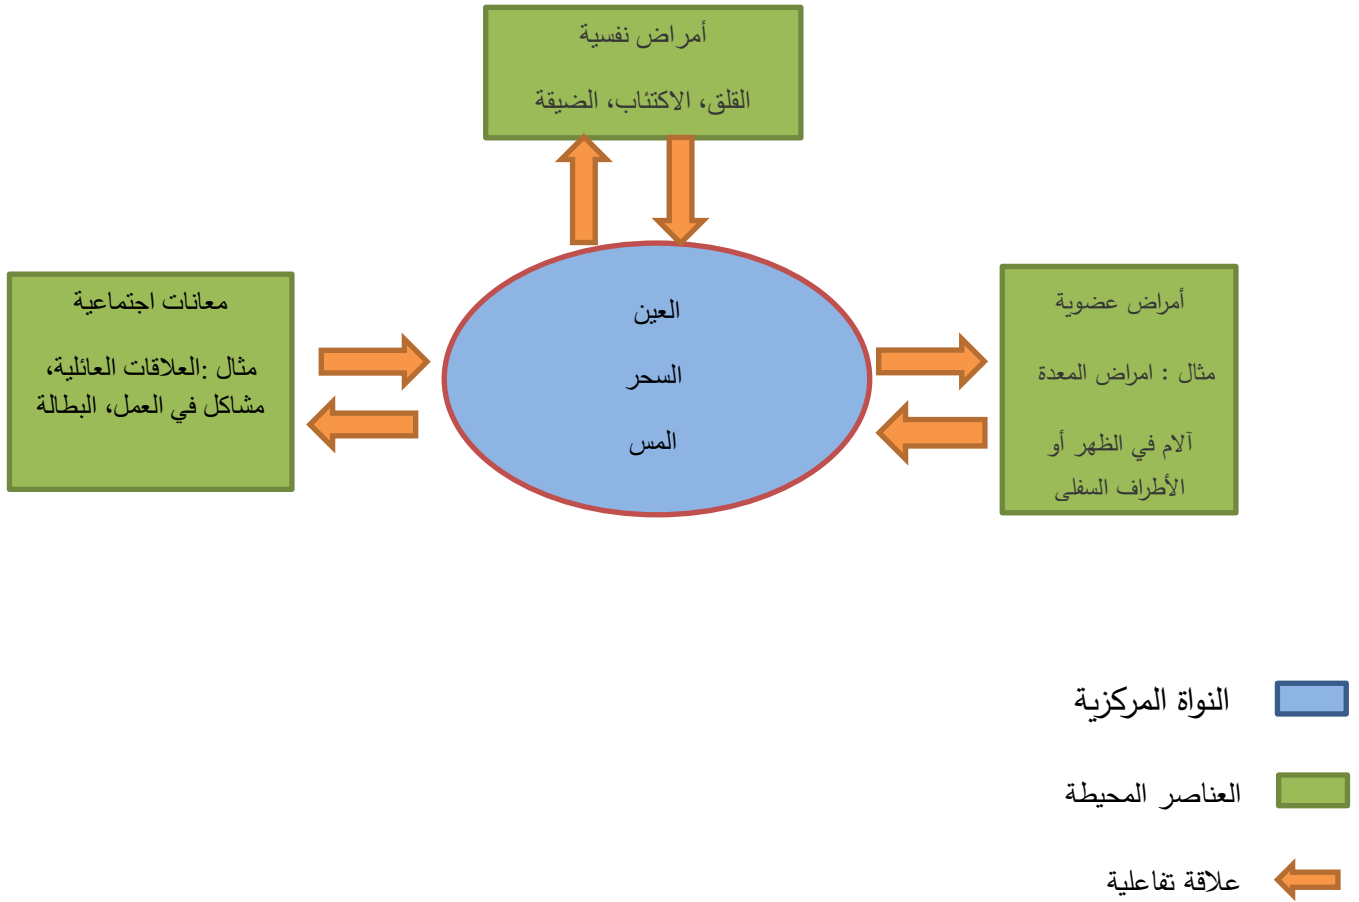 أمراض نفسية
القلق، الاكتئاب، الضيقة
العين
السحر
المس
أمراض عضوية
مثال : امراض المعدة
آلام في الظهر أو
الأطراف السفلى
معانات اجتماعية
مثال :العلاقات العائلية،
مشاكل في العمل، البطالة
النواة المركزية
العناصر المحيطة
علاقة تفاعلية